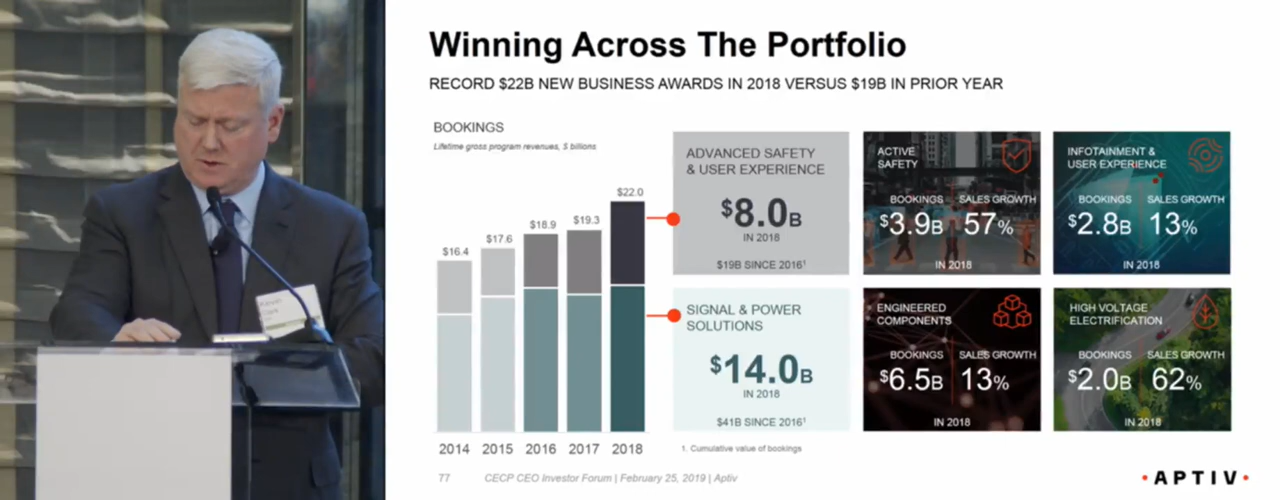 Winning Across The Portfolio
RECORD $22B NEW BUSINESS AWARDS IN 2018 VERSUS $19B IN PRIOR YEAR
BOOKINGS
Lifetime gross program revenues, $ billions
$16.4
$17.6
$18.9
$19.3
$22.0
2014 2015 2016 2017 2018
ADVANCED SAFETY
& USER EXPERIENCE
$8.0B
IN 2018
$19B SINCE 2016¹
ACTIVE
SAFETY
BOOKINGS SALES GROWTH
$3.9B 57%
IN 2018
INFOTAINMENT &
USER EXPERIENCE
BOOKINGS SALES GROWTH
$2.8B 13%
IN 2018
SIGNAL & POWER
SOLUTIONS
$14.0B
IN 2018
$41B SINCE 2016¹
ENGINEERED
COMPONENTS
BOOKINGS SALES GROWTH
$6.5B 13%
IN 2018
HIGH VOLTAGE
ELECTRIFICATION
BOOKINGS SALES GROWTH
$2.0B 62%
IN 2018
1. Cumulative value of bookings
77 CECP CEO Investor Forum | February 25, 2019 | Aptiv
• APTIV •
Kevin
Clark